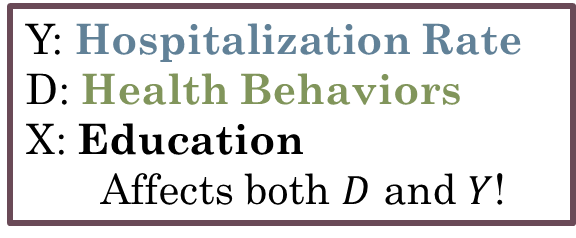 Y: Hospitalization Rate
D: Health Behaviors
X: Education
Affects both D and Y!